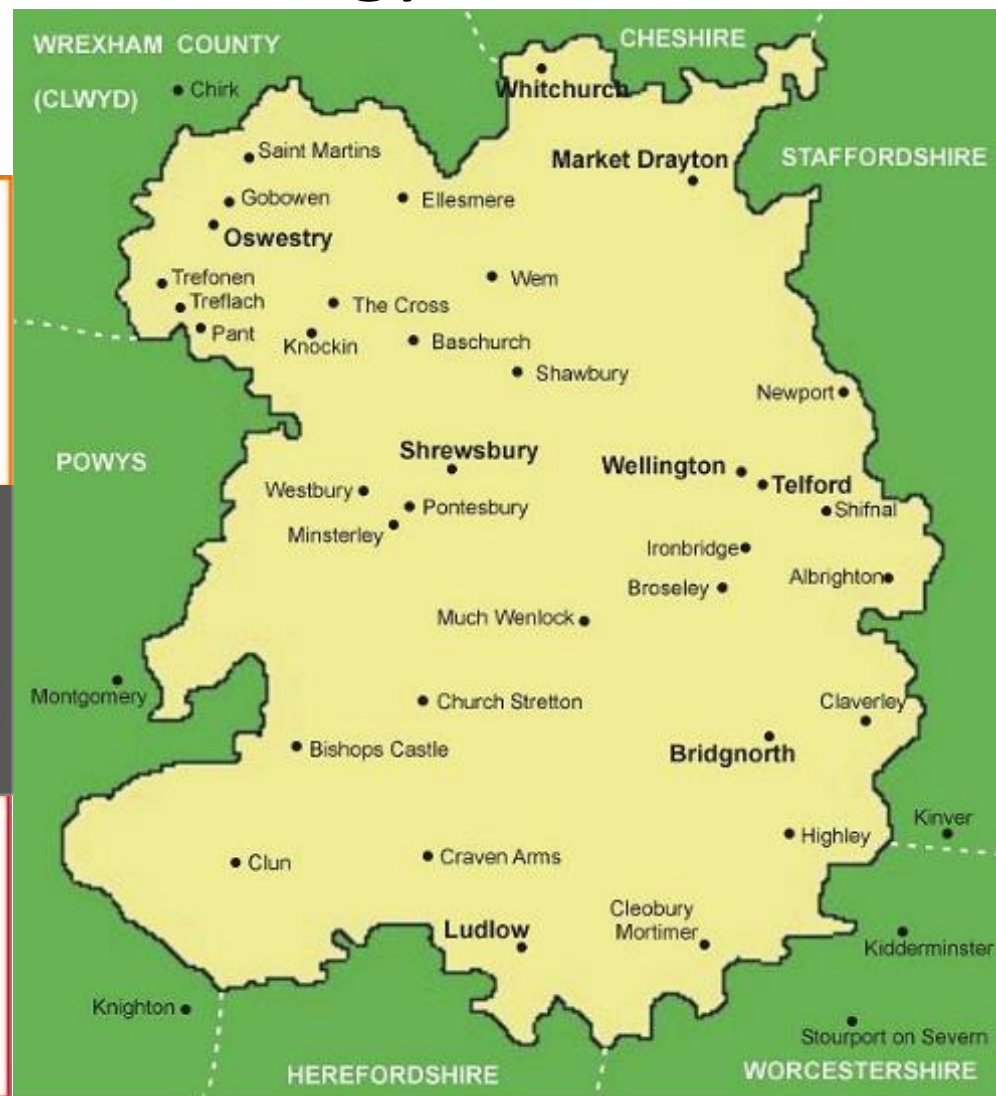 WREXHAM COUNTY
CHESHIRE
Whitchurch
Chirk
(CLWYD)
Saint Martins
Market Drayton
STAFFORDSHIRE
Gobowen
Ellesmere
Oswestry
Trefonen
Wem
Treflach
The Cross
Pant
Knockin
Baschurch
Shawbury
Newport
Shrewsbury
POWYS
Wellington
Telford
Westbury
Pontesbury
Shifnal
Minsterley
Ironbridge
Albrighton
Broseley
Much Wenlock
Montgomery
Church Stretton
Claverley
Bishops Castle
Bridgnorth
Kinver
Highley
Clun
Craven Arms
Cleobury
Mortimer
Ludlow
Kidderminster
Knighton
Stourport on Severn
HEREFORDSHIRE
WORCESTERSHIRE